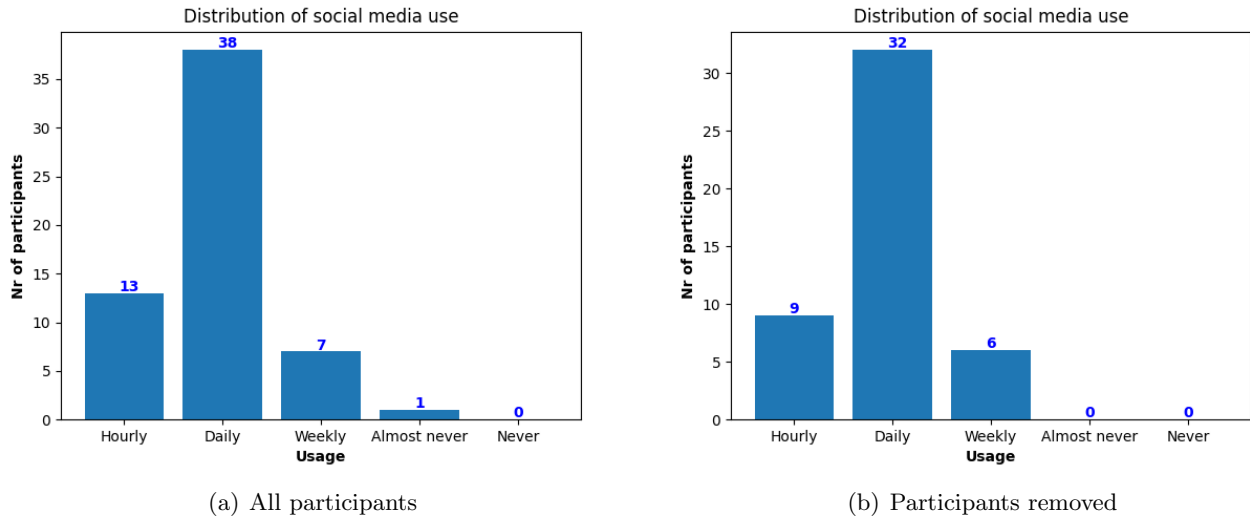 Distribution of social media use
38
35
30
25
20
15
10
5
0
Nr of participants
13
7
1
0
Hourly Daily Weekly Almost never Never
Usage
(a) All participants
Distribution of social media use
32
30
25
20
15
10
5
0
Nr of participants
9
6
0
0
Hourly Daily Weekly Almost never Never
Usage
(b) Participants removed